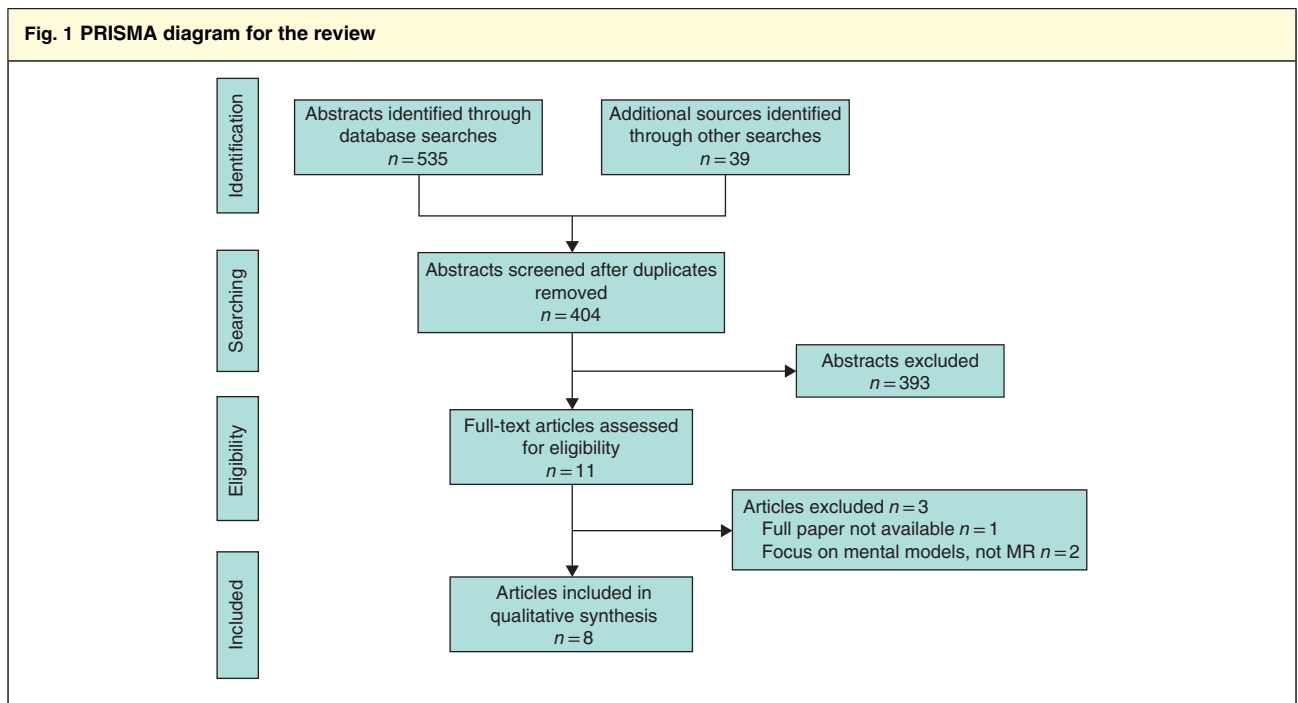 Fig. 1 PRISMA diagram for the review
Identification
Abstracts identified through
database searches
n = 535
Additional sources identified
through other searches
n = 39
Searching
Abstracts screened after duplicates
removed
n = 404
Abstracts excluded
n = 393
Eligibility
Full-text articles assessed
for eligibility
n = 11
Articles excluded n = 3
Full paper not available n = 1
Focus on mental models, not MR n = 2
Included
Articles included in
qualitative synthesis
n = 8